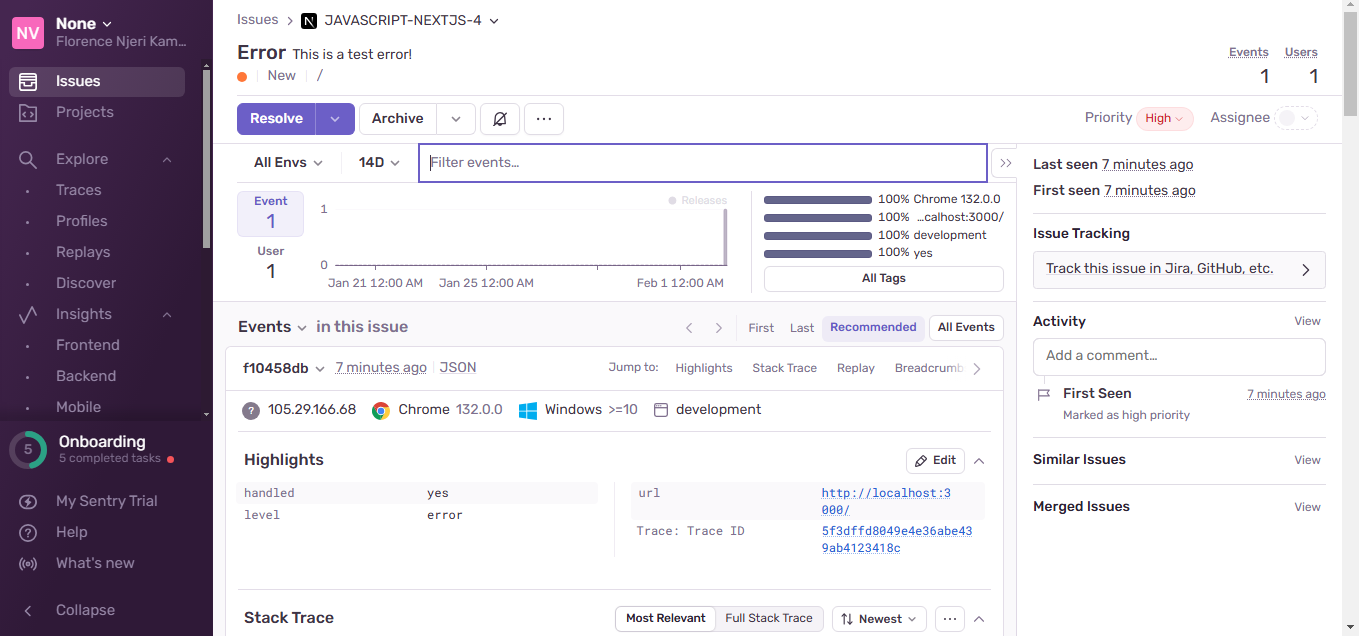 NV
None
Florence Njeri Kam...
Issues
Projects
Explore
Traces
Profiles
Replays
Discover
Insights
Frontend
Backend
Mobile
5
Onboarding
5 completed tasks
My Sentry Trial
Help
What's new
Collapse
Issues > N JAVASCRIPT-NEXTJS-4
Error This is a test error!
New /
Events Users
1 1
Resolve Archive ...
Priority High Assignee
All Envs 14D Filter events...
Event
1
User
1
Releases
1
0
Jan 21 12:00 AM Jan 25 12:00 AM Feb 1 12:00 AM
100% Chrome 132.0.0
100% ...calhost:3000/
100% development
100% yes
All Tags
Events in this issue
First Last Recommended All Events
f10458db 7 minutes ago JSON
Jump to: Highlights Stack Trace Replay Breadcrumb
? 105.29.166.68 Chrome 132.0.0 Windows >=10 development
Highlights Edit
handled yes
level error
url http://localhost:3
000/
Trace: Trace ID 5f3dffd8049e4e36abe43
9ab4123418c
Stack Trace Most Relevant Full Stack Trace Newest ...
Last seen 7 minutes ago
First seen 7 minutes ago
Issue Tracking
Track this issue in Jira, GitHub, etc.
Activity View
Add a comment...
First Seen 7 minutes ago
Marked as high priority
Similar Issues View
Merged Issues View